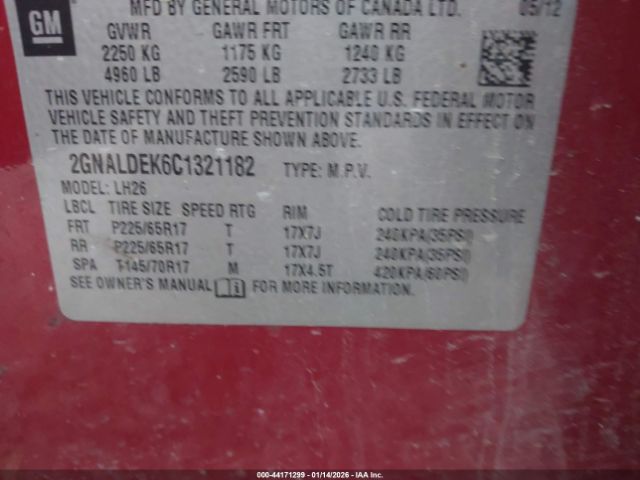 GM
MFD BY GENERAL MOTORS OF CANADA LTD. 05/12
GVWR GAWR FRT GAWR RR
2250 KG 1175 KG 1240 KG
4960 LB 2590 LB 2733 LB
THIS VEHICLE CONFORMS TO ALL APPLICABLE U.S. FEDERAL MOTOR
VEHICLE SAFETY AND THEFT PREVENTION STANDARDS IN EFFECT ON
THE DATE OF MANUFACTURE SHOWN ABOVE.
2GNALDEK6C1321182 TYPE: M.P.V.
MODEL: LH26
LBCL TIRE SIZE SPEED RTG RIM COLD TIRE PRESSURE
FRT P225/65R17 T 17X7J 240KPA(35PSI)
RR P225/65R17 T 17X7J 240KPA(35PSI)
SPA T145/70R17 M 17X4.5T 420KPA(60PSI)
SEE OWNER'S MANUAL FOR MORE INFORMATION.
000-44171299 - 01/14/2026 - IAA Inc.